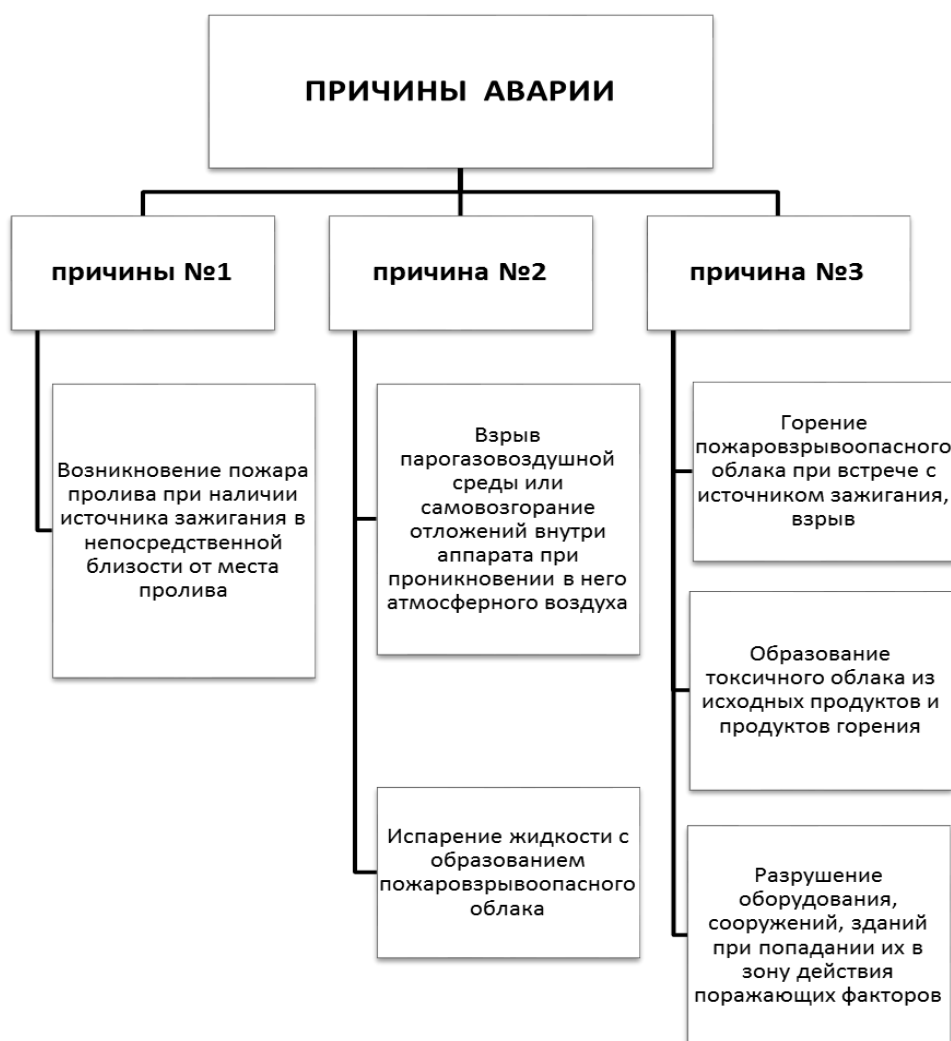 ПРИЧИНЫ АВАРИИ
причины №1
Возникновение пожара
пролива при наличии
источника зажигания в
непосредственной
близости от места
пролива
причина №2
Взрыв
парогазовоздушной
среды или
самовозгорание
отложений внутри
аппарата при
проникновении в него
атмосферного воздуха
Испарение жидкости с
образованием
пожаровзрывоопасного
облака
причина №3
Горение
пожаровзрывоопасного
облака при встрече с
источником зажигания,
взрыв
Образование
токсичного облака из
исходных продуктов и
продуктов горения
Разрушение
оборудования,
сооружений, зданий
при попадании их в
зону действия
поражающих факторов